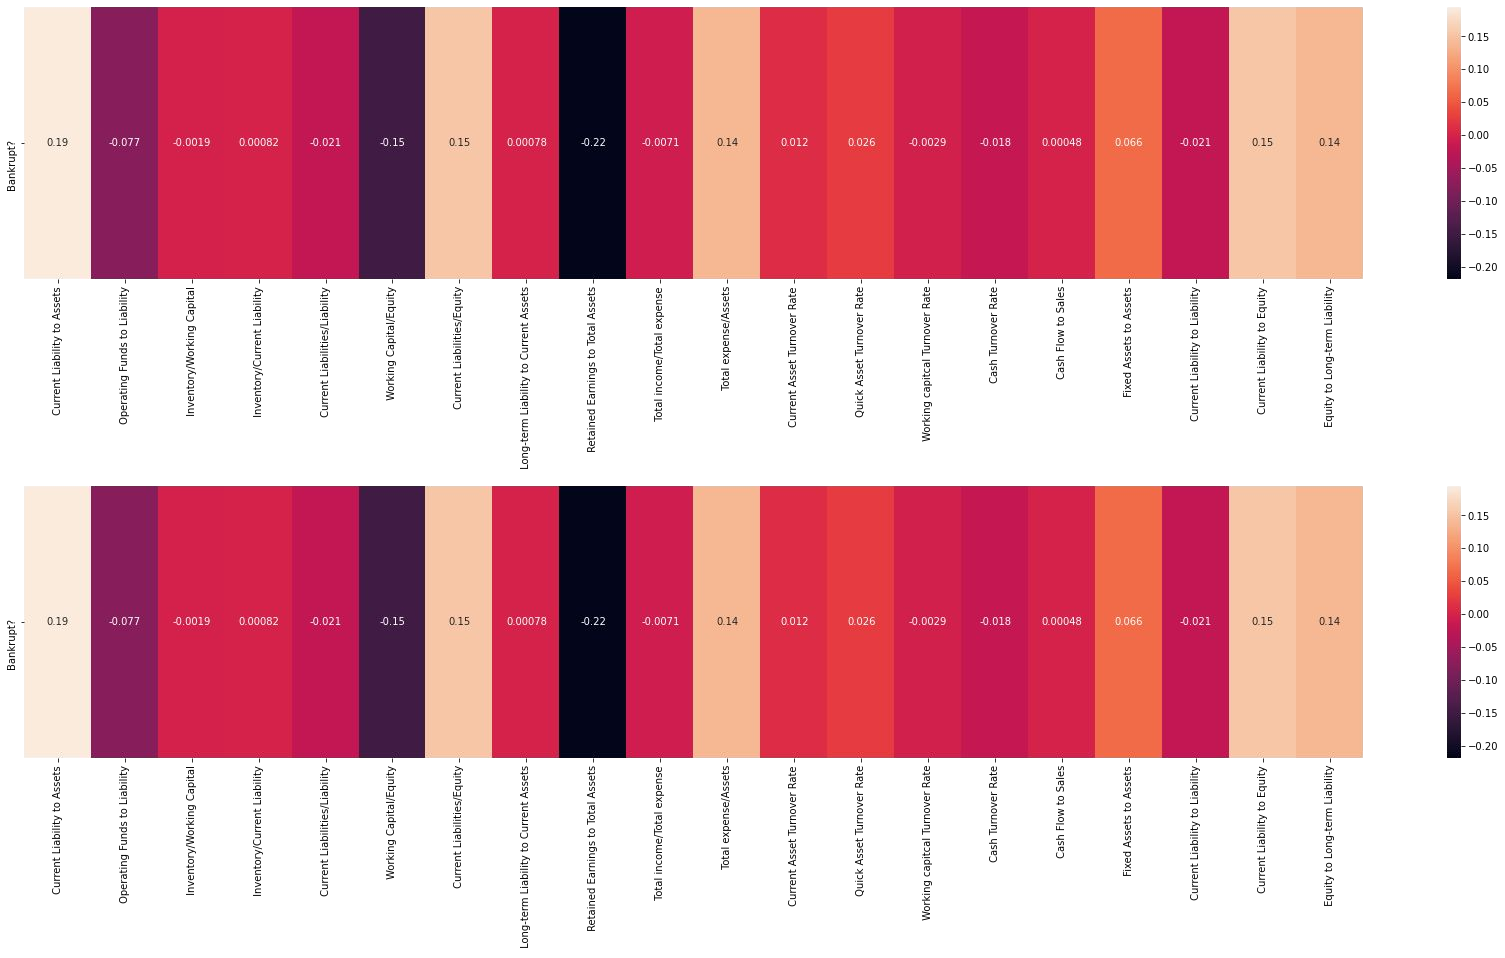 Bankrupt?
0.19
-0.077
-0.0019
0.00082
-0.021
-0.15
0.15
0.00078
-0.22
-0.0071
0.14
0.012
0.026
-0.0029
-0.018
0.00048
0.066
-0.021
0.15
0.14
Current Liability to Assets
Operating Funds to Liability
Inventory/Working Capital
Inventory/Current Liability
Current Liabilities/Liability
Working Capital/Equity
Current Liabilities/Equity
Long-term Liability to Current Assets
Retained Earnings to Total Assets
Total income/Total expense
Total expense/Assets
Current Asset Turnover Rate
Quick Asset Turnover Rate
Working capitcal Turnover Rate
Cash Turnover Rate
Cash Flow to Sales
Fixed Assets to Assets
Current Liability to Liability
Current Liability to Equity
Equity to Long-term Liability
0.15
0.10
0.05
0.00
−0.05
−0.10
−0.15
−0.20
Bankrupt?
0.19
-0.077
-0.0019
0.00082
-0.021
-0.15
0.15
0.00078
-0.22
-0.0071
0.14
0.012
0.026
-0.0029
-0.018
0.00048
0.066
-0.021
0.15
0.14
Current Liability to Assets
Operating Funds to Liability
Inventory/Working Capital
Inventory/Current Liability
Current Liabilities/Liability
Working Capital/Equity
Current Liabilities/Equity
Long-term Liability to Current Assets
Retained Earnings to Total Assets
Total income/Total expense
Total expense/Assets
Current Asset Turnover Rate
Quick Asset Turnover Rate
Working capitcal Turnover Rate
Cash Turnover Rate
Cash Flow to Sales
Fixed Assets to Assets
Current Liability to Liability
Current Liability to Equity
Equity to Long-term Liability
0.15
0.10
0.05
0.00
−0.05
−0.10
−0.15
−0.20